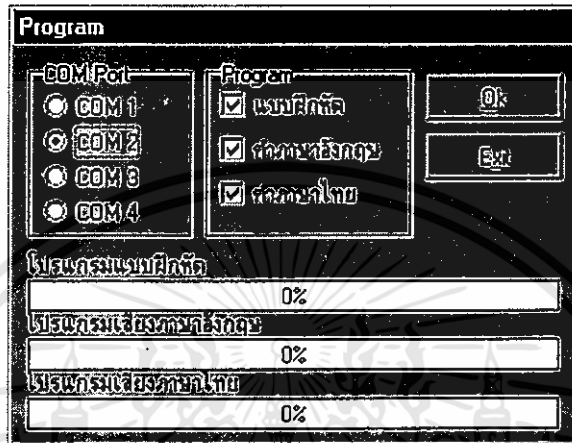 Program
COM Port
COM 1
COM 2
COM 3
COM 4
Program
แบบฝึกหัด
คำภาษาอังกฤษ
คำภาษาไทย
Ok
Exit
โปรแกรมแบบฝึกหัด
0%
โปรแกรมเสียงภาษาอังกฤษ
0%
โปรแกรมเสียงภาษาไทย
0%